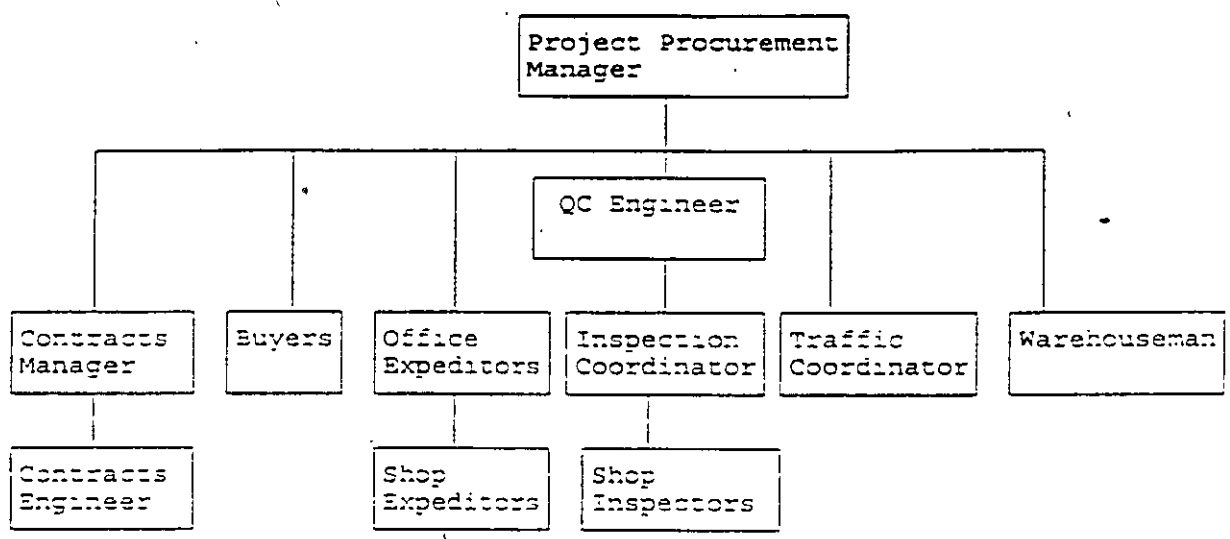 Project Procurement
Manager
QC Engineer
Contracts
Manager
Buyers
Office
Expeditors
Inspection
Coordinator
Traffic
Coordinator
Warehouseman
Contracts
Engineer
Shop
Expeditors
Shop
Inspectors